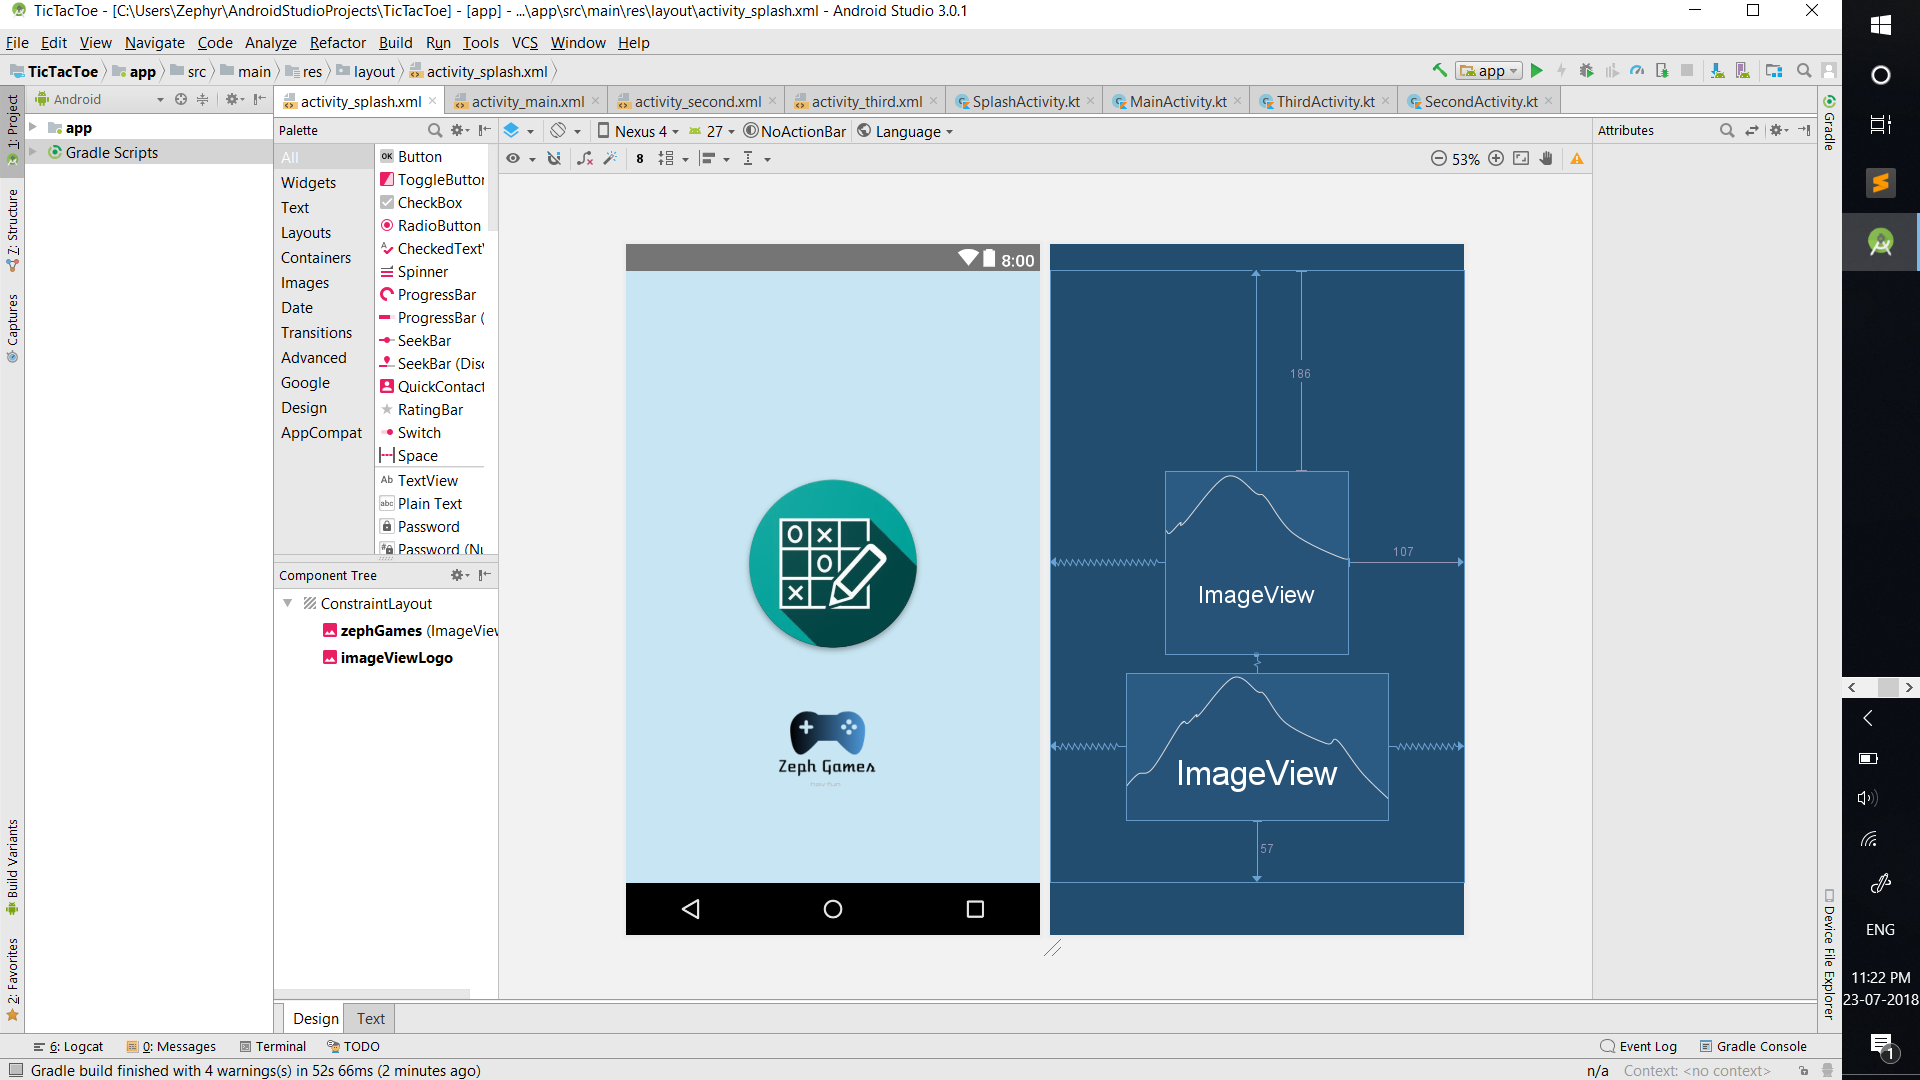 TicTacToe - [C:\Users\Zephyr\AndroidStudioProjects\TicTacToe] - [app] - ...\app\src\main\res\layout\activity_splash.xml - Android Studio 3.0.1
File Edit View Navigate Code Analyze Refactor Build Run Tools VCS Window Help
TicTacToe app src main res layout activity_splash.xml app
Android
activity_splash.xml activity_main.xml activity_second.xml activity_third.xml SplashActivity.kt MainActivity.kt ThirdActivity.kt SecondActivity.kt
1: Project
Z: Structure
Captures
Build Variants
2: Favorites
app
Gradle Scripts
Palette
All
Widgets
Text
Layouts
Containers
Images
Date
Transitions
Advanced
Google
Design
AppCompat
OK Button
ToggleButton
CheckBox
RadioButton
CheckedTextV
Spinner
ProgressBar
ProgressBar (
SeekBar
SeekBar (Disc
QuickContact
RatingBar
Switch
Space
Ab TextView
abc Plain Text
Password
Password (Nu
Component Tree
ConstraintLayout
zephGames (ImageView
imageViewLogo
Nexus 4 27 NoActionBar Language
8 53%
8:00
O X
O
X
Zeph Games
186
107
ImageView
ImageView
57
Attributes
Gradle
Device File Explorer
Design Text
6: Logcat 0: Messages Terminal TODO Event Log Gradle Console
Gradle build finished with 4 warnings(s) in 52s 66ms (2 minutes ago) n/a Context: <no context>
ENG
11:22 PM
23-07-2018
1